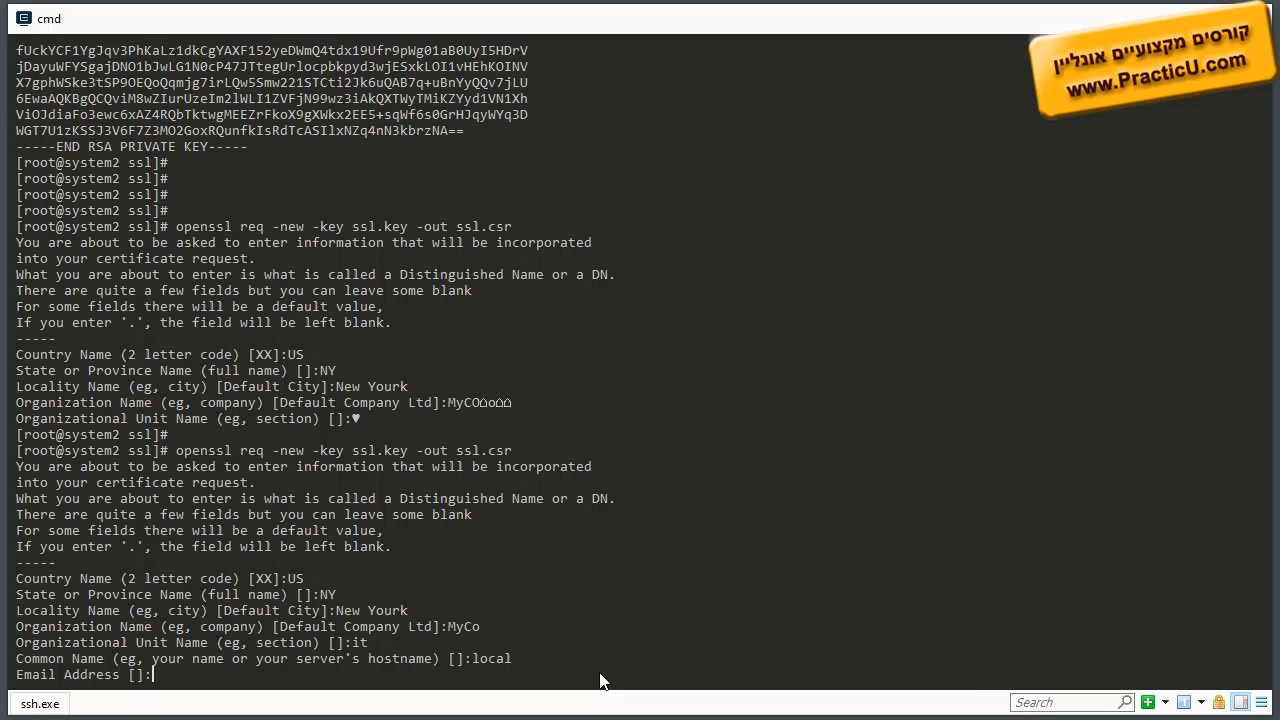 cmd
קורסים מקצועיים אונליין
www.PracticU.com
fUckYCF1YgJqv3PhKaLz1dkCgYAXF152yeDWmQ4tdx19Ufr9pWg01aB0UyI5HDrV
jDayuWFYSgajDNO1bJwLG1N0cP47JTtegUrlocpbkpyd3wjESxkLOI1vHEhKOINV
X7gphWSke3tSP9OEQoQqmjg7irLQw5Smw221STCti2Jk6uQAB7q+uBnYyQQv7jLU
6EwaAQKBgQCQviM8wZIurUzeIm2lWLI1ZVFjN99wz3iAkQXTWyTMiKZYyd1VN1Xh
ViOJdiaFo3ewc6xAZ4RQbTktwgMEEZrFkoX9gXWkx2EE5+sqWf6s0GrHJqyWYq3D
WGT7U1zKSSJ3V6F7Z3MO2GoxRQunfkIsRdTcASIlxNZq4nN3kbrzNA==
-----END RSA PRIVATE KEY-----
[root@system2 ssl]#
[root@system2 ssl]#
[root@system2 ssl]#
[root@system2 ssl]#
[root@system2 ssl]# openssl req -new -key ssl.key -out ssl.csr
You are about to be asked to enter information that will be incorporated
into your certificate request.
What you are about to enter is what is called a Distinguished Name or a DN.
There are quite a few fields but you can leave some blank
For some fields there will be a default value,
If you enter '.', the field will be left blank.
-----
Country Name (2 letter code) [XX]:US
State or Province Name (full name) []:NY
Locality Name (eg, city) [Default City]:New Yourk
Organization Name (eg, company) [Default Company Ltd]:MyCO⌂o⌂⌂
Organizational Unit Name (eg, section) []:♥
[root@system2 ssl]#
[root@system2 ssl]# openssl req -new -key ssl.key -out ssl.csr
You are about to be asked to enter information that will be incorporated
into your certificate request.
What you are about to enter is what is called a Distinguished Name or a DN.
There are quite a few fields but you can leave some blank
For some fields there will be a default value,
If you enter '.', the field will be left blank.
-----
Country Name (2 letter code) [XX]:US
State or Province Name (full name) []:NY
Locality Name (eg, city) [Default City]:New Yourk
Organization Name (eg, company) [Default Company Ltd]:MyCo
Organizational Unit Name (eg, section) []:it
Common Name (eg, your name or your server's hostname) []:local
Email Address []:
ssh.exe
Search